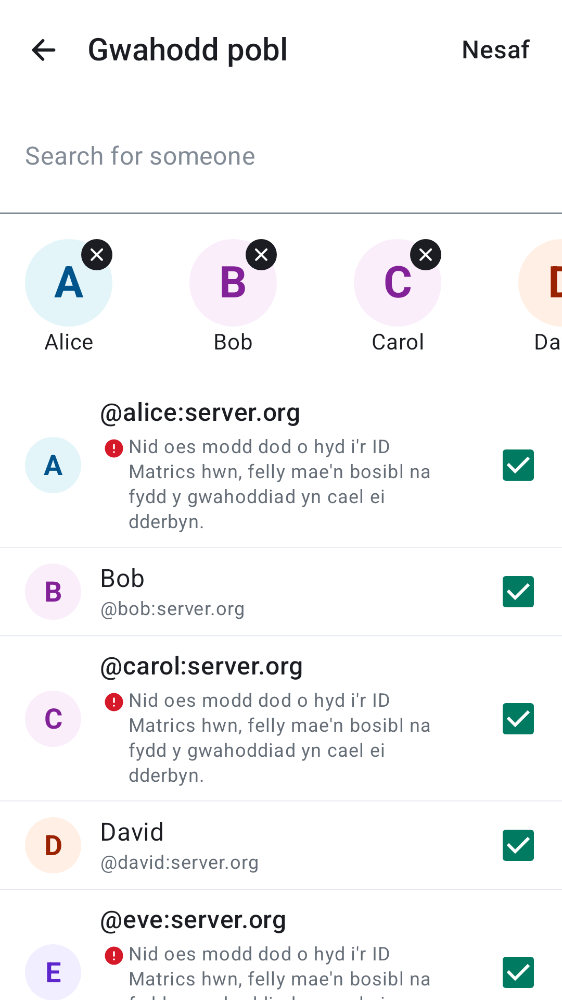 Gwahodd pobl
Nesaf
Search for someone
A
B
C
Alice
Bob
Carol
Da
@alice:server.org
A
Nid oes modd dod o hyd i'r ID
Matrics hwn, felly mae'n bosibl na
fydd y gwahoddiad yn cael ei
dderbyn.
Bob
B
@bob:server.org
@carol:server.org
C
Nid oes modd dod o hyd i'r ID
Matrics hwn, felly mae'n bosibl na
fydd y gwahoddiad yn cael ei
dderbyn.
David
D
@david:server.org
@eve:server.org
E
Nid oes modd dod o hyd i'r ID
Matrics hwn, felly mae'n bosibl na